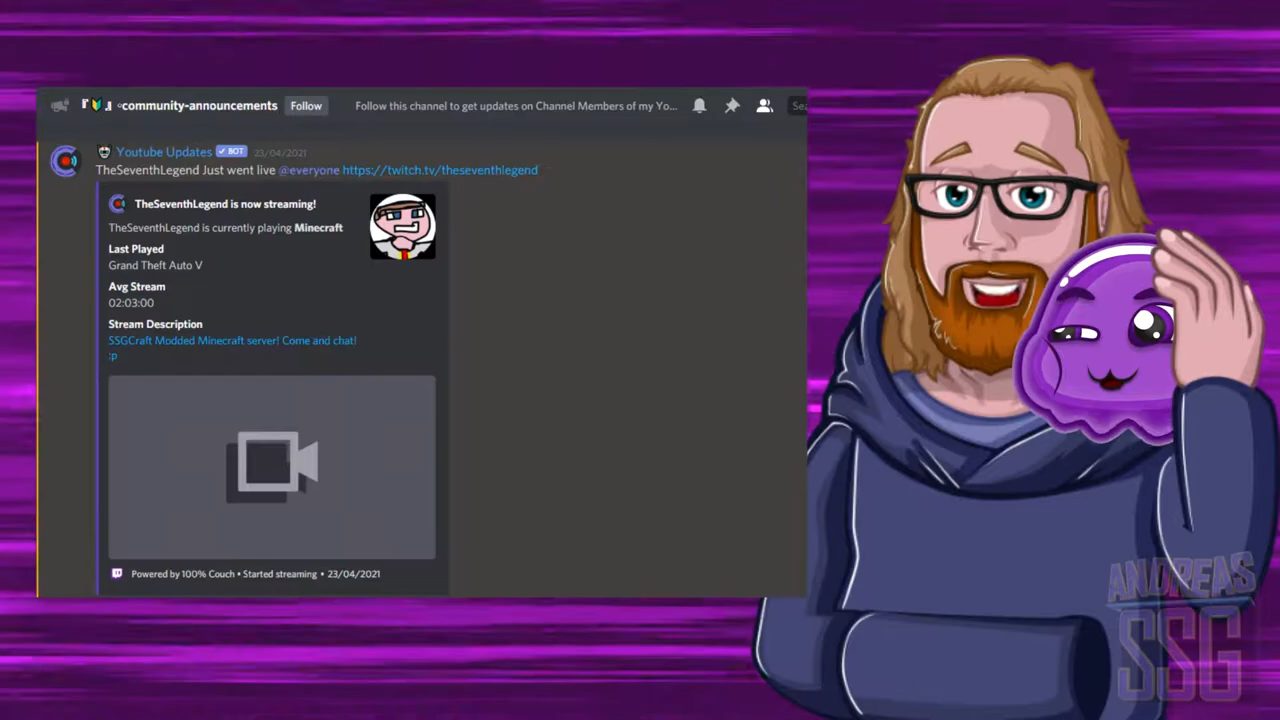 『🔰』◦community-announcements Follow Follow this channel to get updates on Channel Members of my Yo... Sea
Youtube Updates ✓ BOT 23/04/2021
TheSeventhLegend Just went live @everyone https://twitch.tv/theseventhlegend
TheSeventhLegend is now streaming!
TheSeventhLegend is currently playing Minecraft
Last Played
Grand Theft Auto V
Avg Stream
02:03:00
Stream Description
SSGCraft Modded Minecraft server! Come and chat!
:p
Powered by 100% Couch • Started streaming • 23/04/2021
ANDREAS
SSG